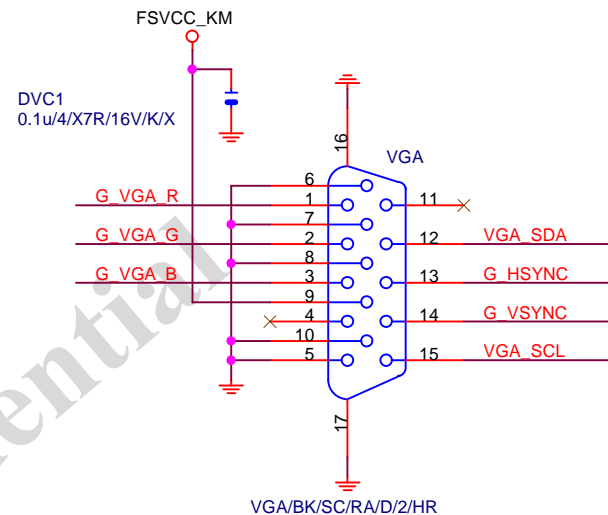 FSVCC_KM
DVC1
0.1u/4/X7R/16V/K/X
16
VGA
6
G_VGA_R 1 11
7
G_VGA_G 2 12 VGA_SDA
8
G_VGA_B 3 13 G_HSYNC
9
4 14 G_VSYNC
10
5 15 VGA_SCL
17
VGA/BK/SC/RA/D/2/HR
ential